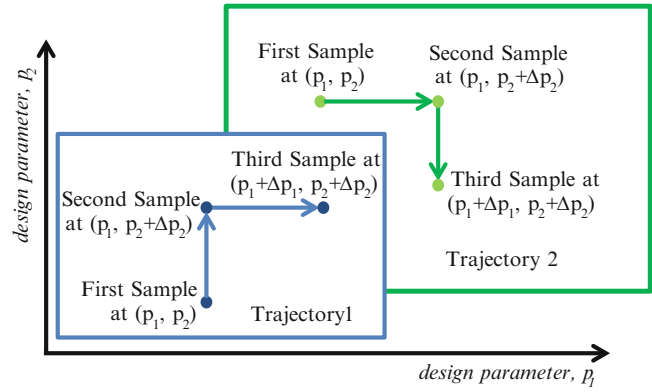 design parameter, p₂
First Sample
at (p₁, p₂)
Second Sample
at (p₁, p₂+Δp₂)
Third Sample at
(p₁+Δp₁, p₂+Δp₂)
Trajectory 2
Third Sample at
(p₁+Δp₁, p₂+Δp₂)
Second Sample
at (p₁, p₂+Δp₂)
First Sample
at (p₁, p₂)
Trajectory1
design parameter, p₁